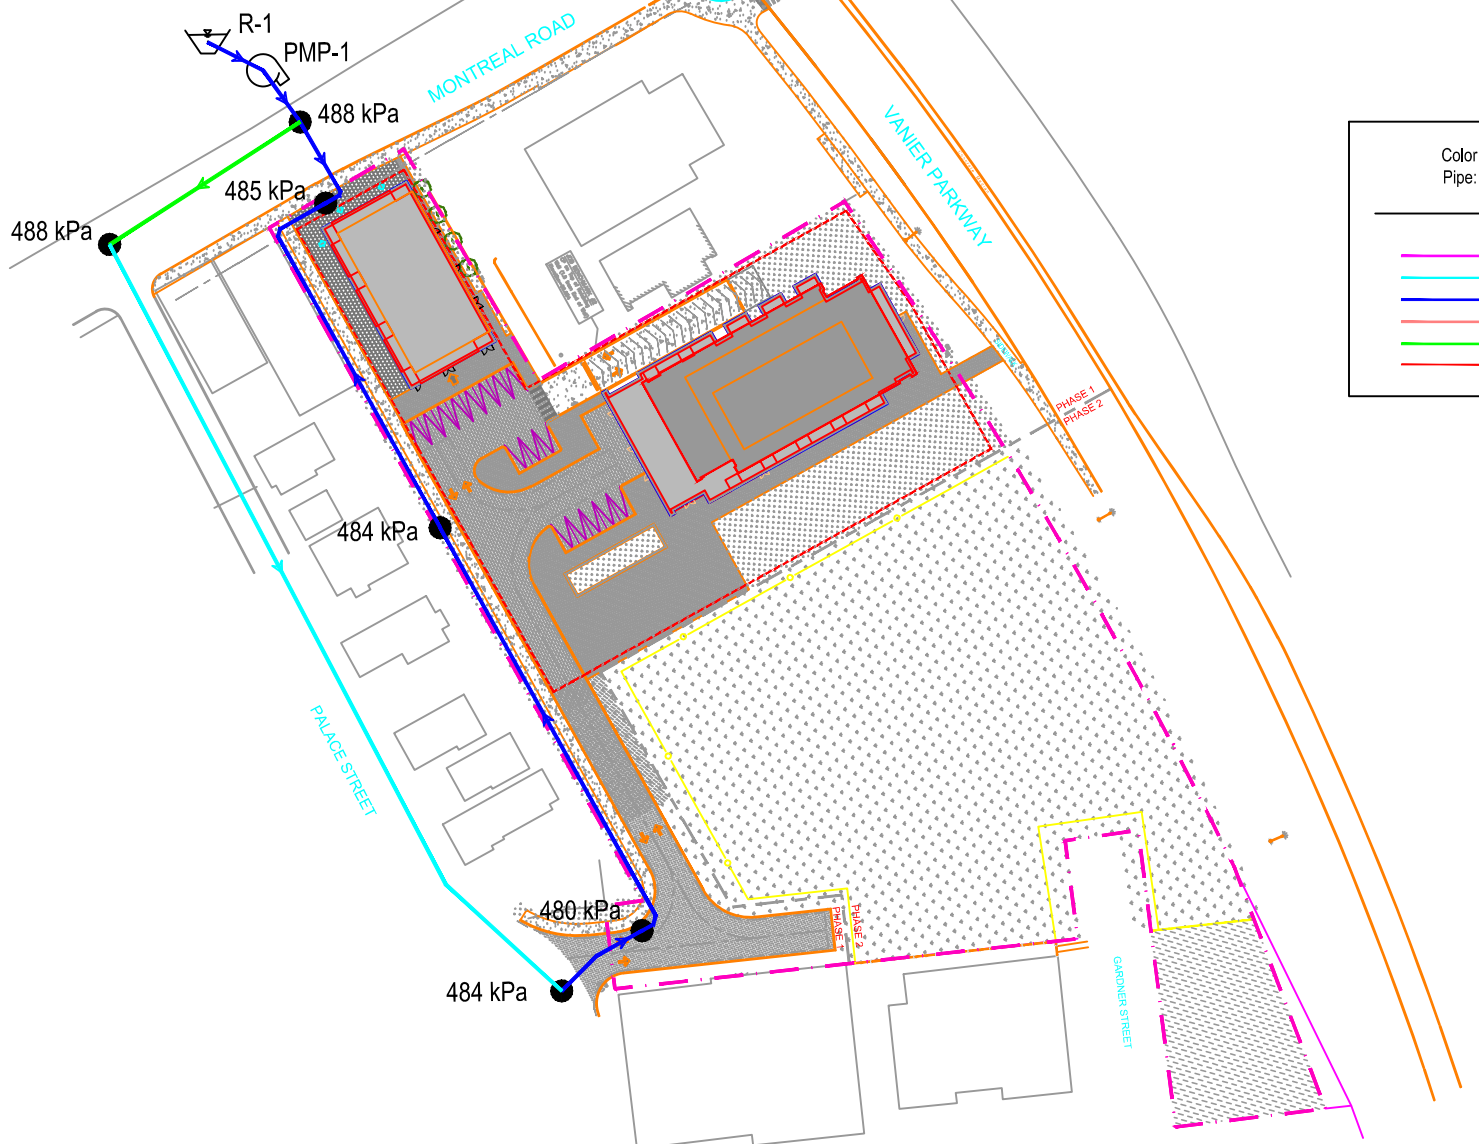 R-1
PMP-1
MONTREAL ROAD
488 kPa
VANIER PARKWAY
Color
Pipe:
485 kPa
488 kPa
PHASE 1
PHASE 2
484 kPa
PALACE STREET
480 kPa
PHASE 1
PHASE 2
484 kPa
GARDNER STREET